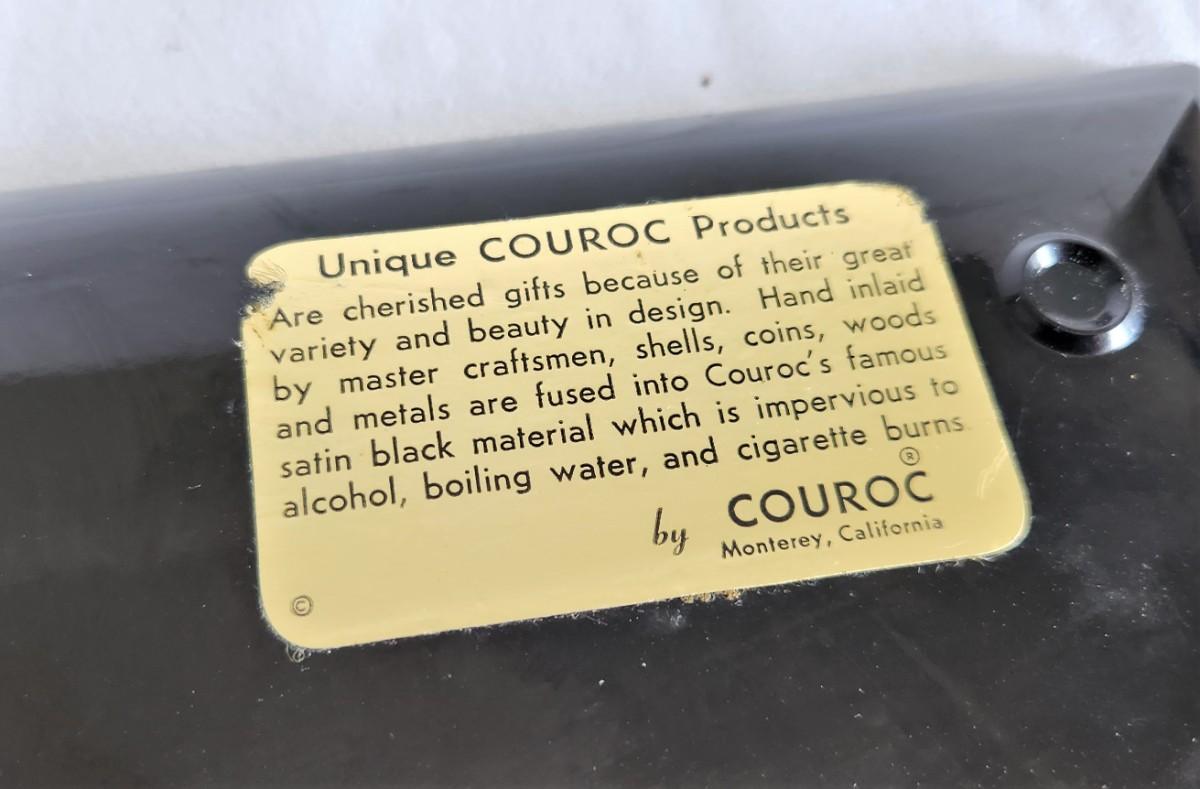 Unique COUROC Products
Are cherished gifts because of their great
variety and beauty in design. Hand inlaid
by master craftsmen, shells, coins, woods
and metals are fused into Couroc's famous
satin black material which is impervious to
alcohol, boiling water, and cigarette burns.
by COUROC ®
Monterey, California
©